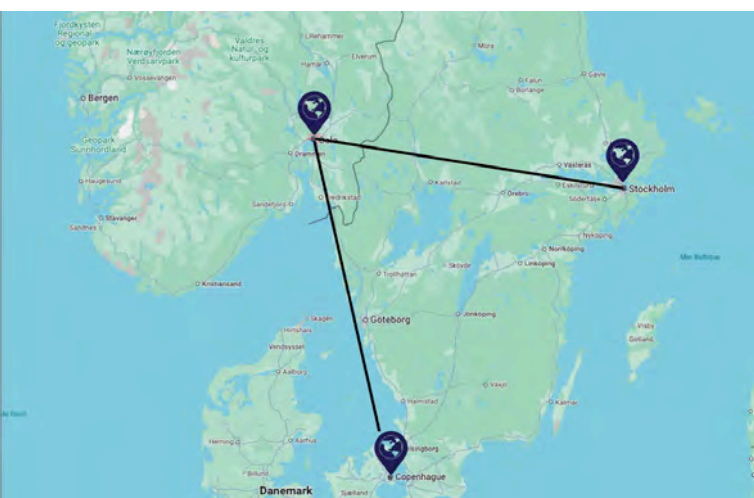 Fjordkysten
Regional
og geopark
Nærøyfjorden
Verdsarvpark
Valdres
Natur- og
kulturpark
Lillehammer
Hamar
Elverum
Mora
Falun
Borlange
Gävle
Vossevangen
Bergen
Geopark
Sunnhordland
Drammen
Haugesund
Sandefjord
Fredrikstad
Stavanger
Sandnes
Kristiansand
Karlstad
Örebro
Västerås
Eskilstuna
Stockholm
Södertälje
Nyköping
Norrköping
Linköping
Mer Baltique
Trollhättan
Skövde
Skagen
Hirtshals
Vendsyssel
Göteborg
Jönköping
Visby
Gotland
Aalborg
Växjö
Halmstad
Kalmar
Herning
Aarhus
Helsingborg
Billund
Copenhague
Danemark
Sjælland